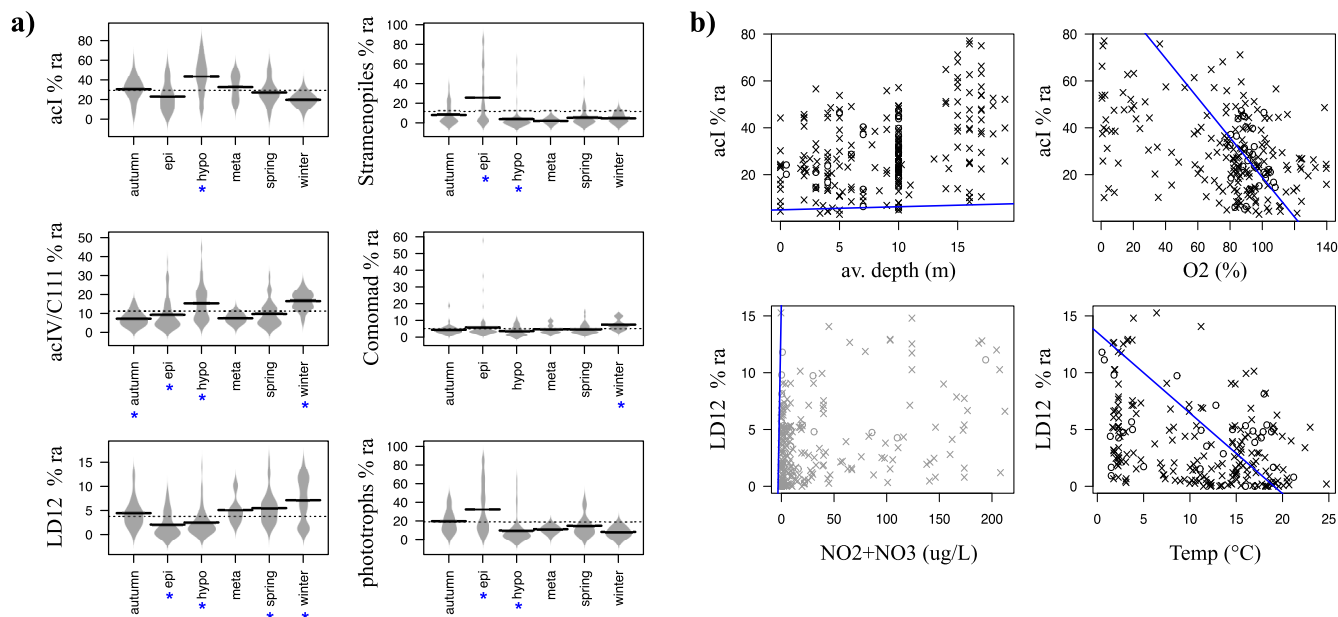 a)
acI % ra
80
60
40
20
0
autumn
epi
* hypo
meta
spring
winter
Stramenopiles % ra
100
80
60
40
20
0
autumn
* epi
* hypo
meta
spring
winter
acIV/C111 % ra
50
40
30
20
10
0
* autumn
* epi
* hypo
meta
spring
* winter
Comomad % ra
60
50
40
30
20
10
0
autumn
epi
hypo
meta
spring
* winter
LD12 % ra
15
10
5
0
autumn
* epi
* hypo
meta
* spring
* winter
phototrophs % ra
100
80
60
40
20
0
autumn
* epi
* hypo
meta
spring
winter
b)
acI % ra
80
60
40
20
0
5
10
15
av. depth (m)
acI % ra
80
60
40
20
0
20
40
60
80
100
120
140
O2 (%)
LD12 % ra
15
10
5
0
0
50
100
150
200
NO2+NO3 (ug/L)
LD12 % ra
15
10
5
0
0
5
10
15
20
25
Temp (°C)